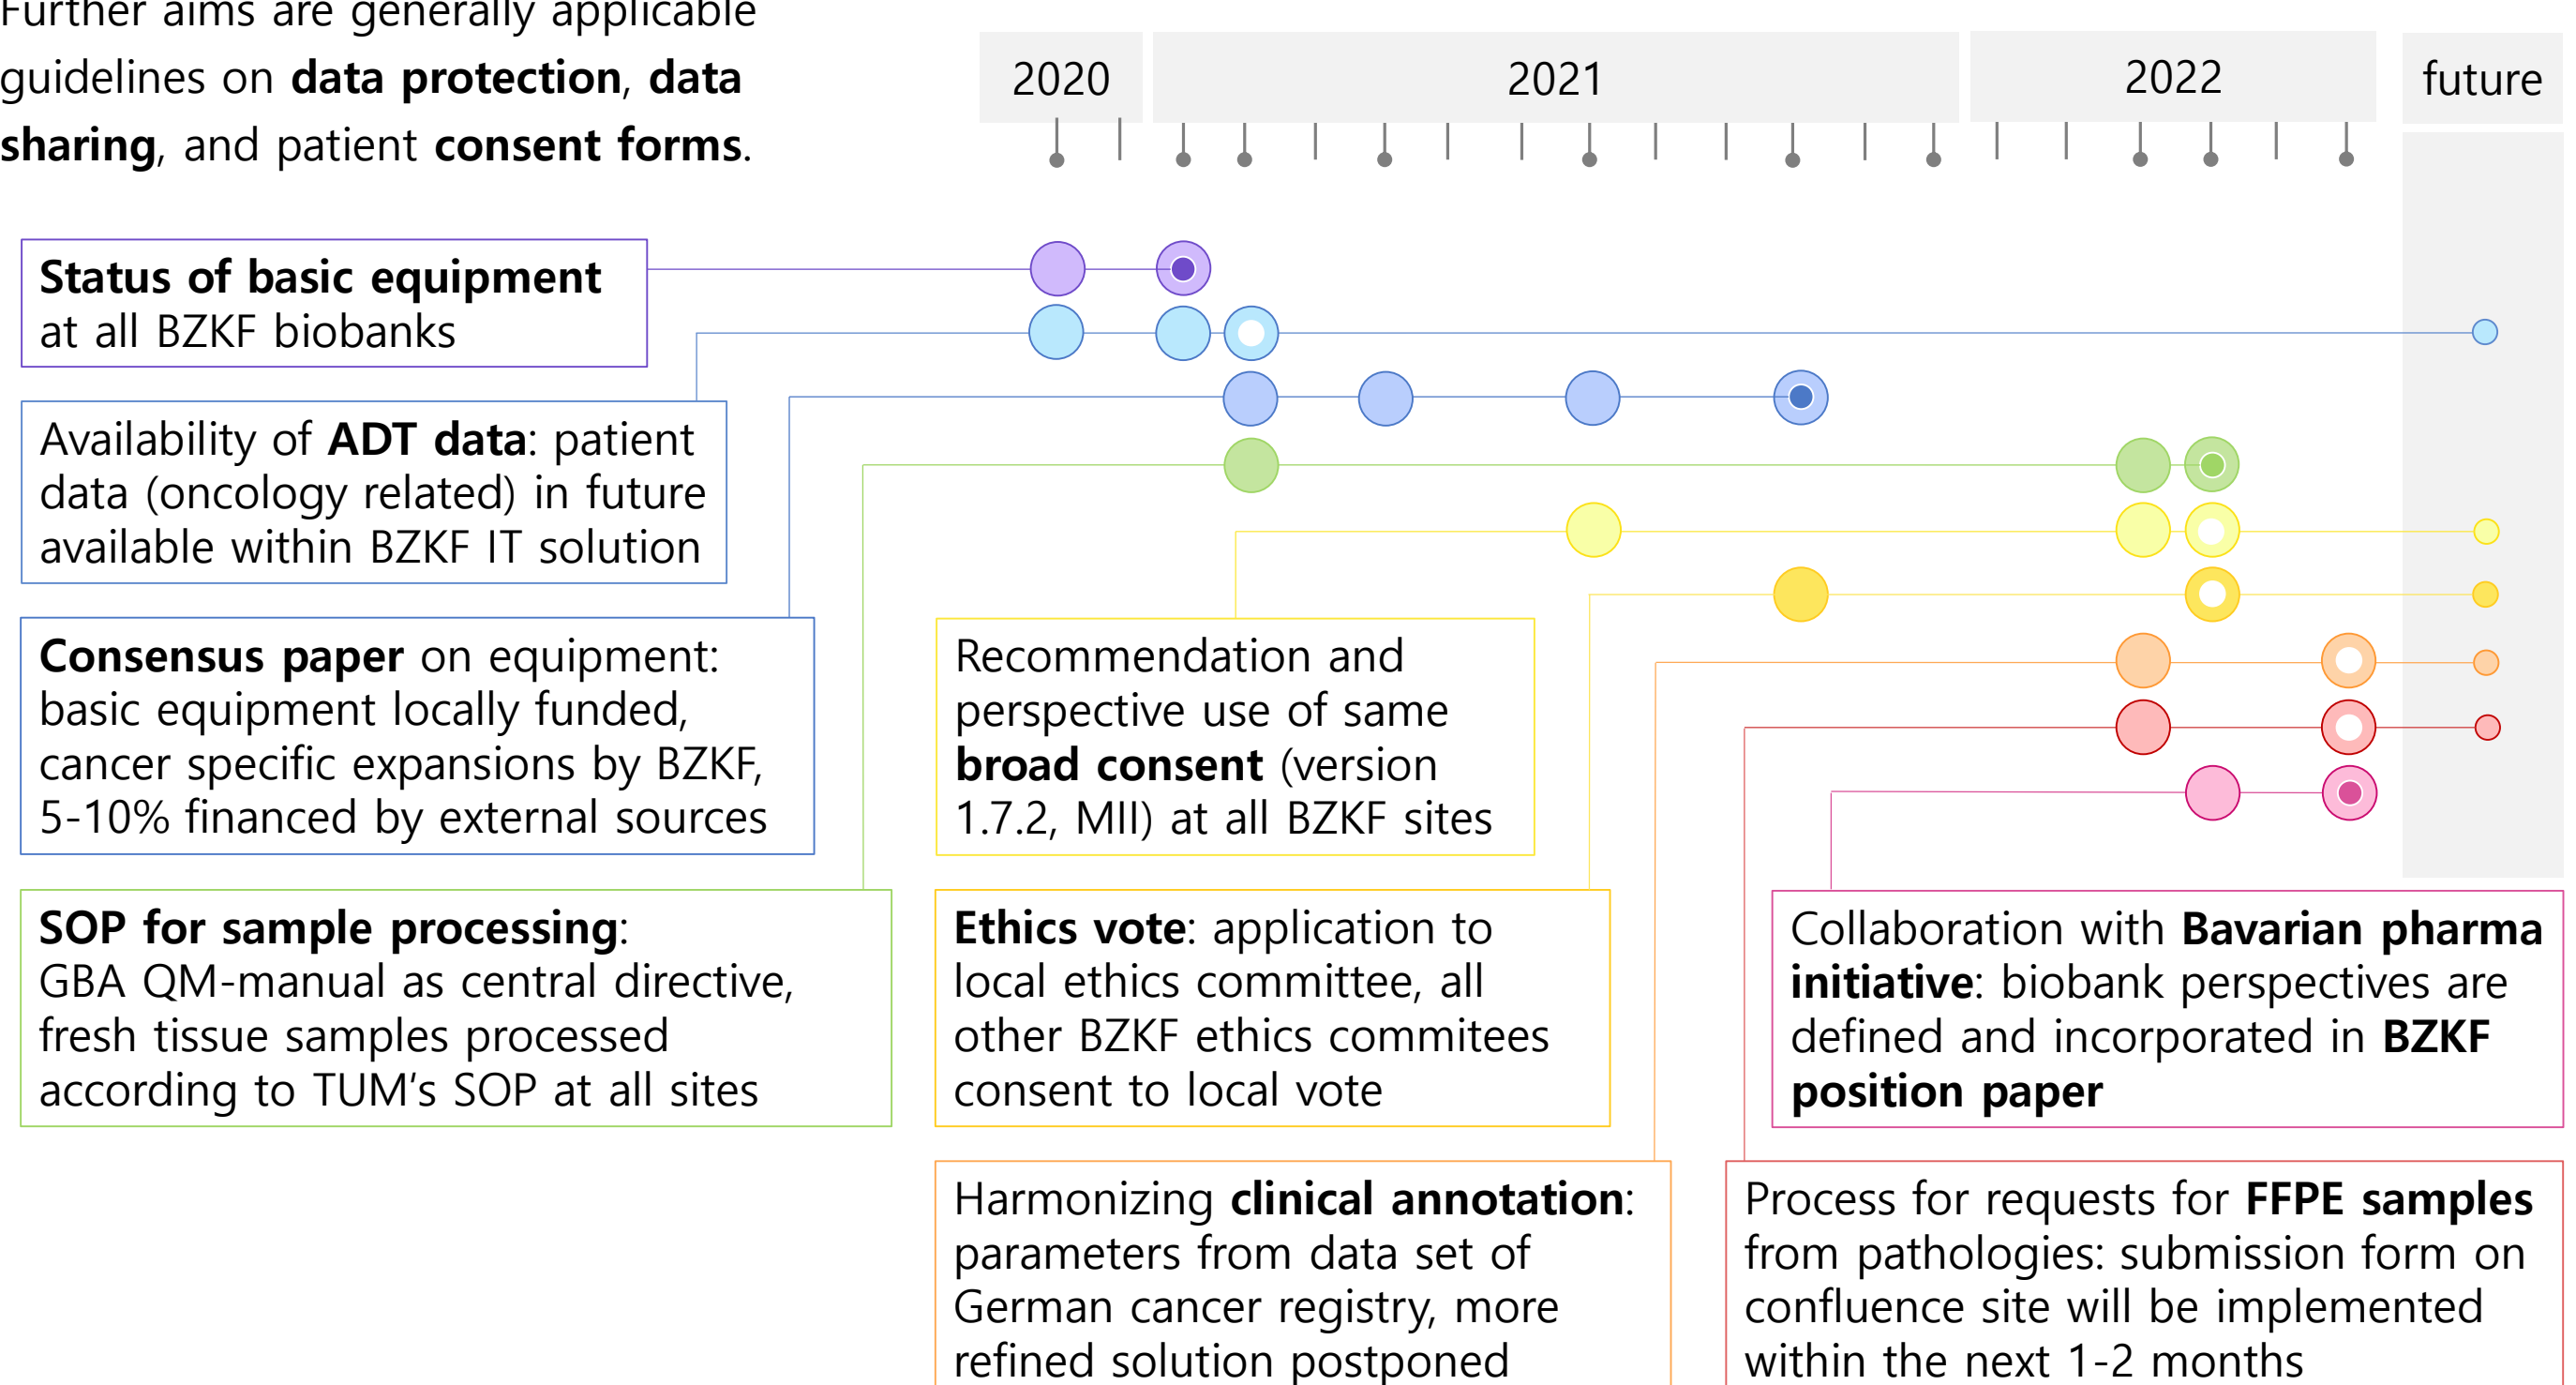 Further aims are generally applicable
guidelines on data protection, data
sharing, and patient consent forms.
2020
2021
2022
future
Status of basic equipment
at all BZKF biobanks
Availability of ADT data: patient
data (oncology related) in future
available within BZKF IT solution
Consensus paper on equipment:
basic equipment locally funded,
cancer specific expansions by BZKF,
5-10% financed by external sources
SOP for sample processing:
GBA QM-manual as central directive,
fresh tissue samples processed
according to TUM's SOP at all sites
Recommendation and
perspective use of same
broad consent (version
1.7.2, MII) at all BZKF sites
Ethics vote: application to
local ethics committee, all
other BZKF ethics commitees
consent to local vote
Harmonizing clinical annotation:
parameters from data set of
German cancer registry, more
refined solution postponed
Collaboration with Bavarian pharma
initiative: biobank perspectives are
defined and incorporated in BZKF
position paper
Process for requests for FFPE samples
from pathologies: submission form on
confluence site will be implemented
within the next 1-2 months